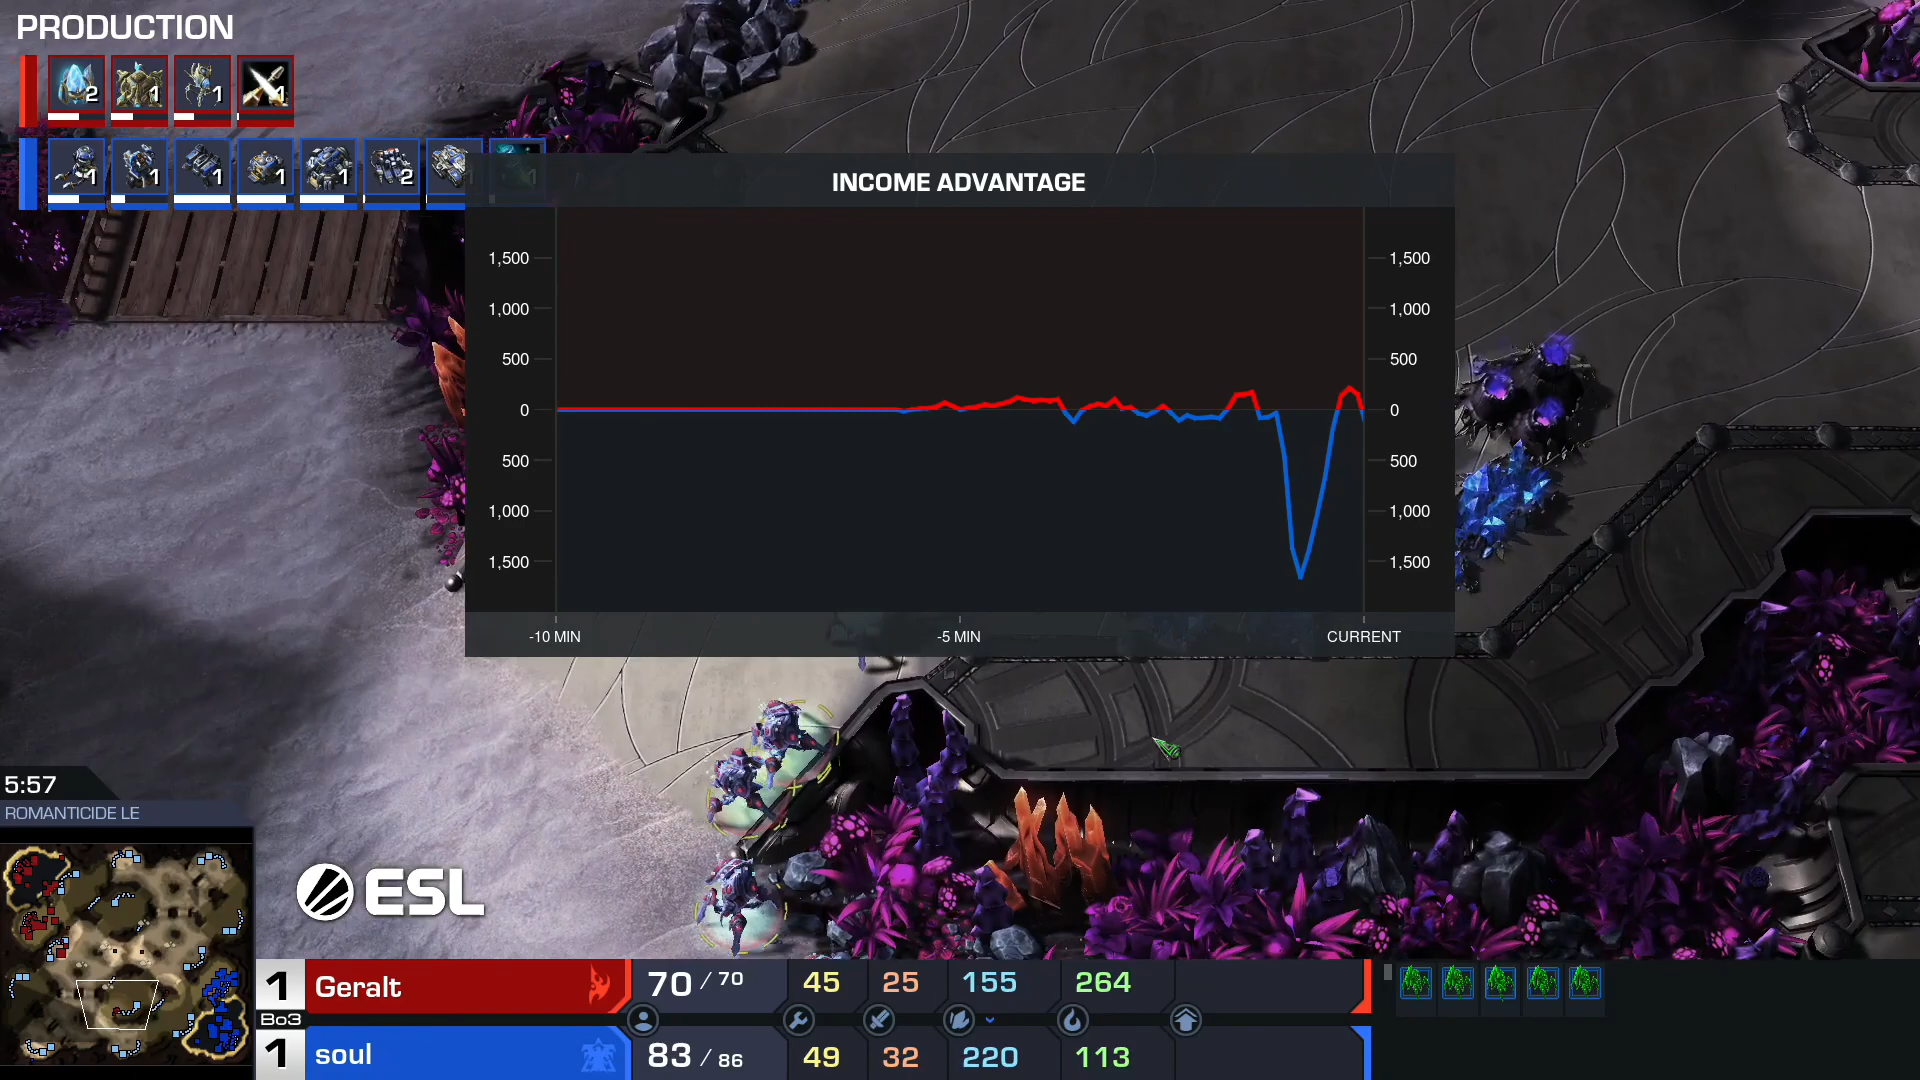 PRODUCTION
2 1 1 1
1 1 1 1 1 2 1 1
INCOME ADVANTAGE
1,500 1,500
1,000 1,000
500 500
0 0
500 500
1,000 1,000
1,500 1,500
-10 MIN -5 MIN CURRENT
5:57
ROMANTICIDE LE
ESL
1 Geralt 70 / 70 45 25 155 264
Bo3
1 soul 83 / 86 49 32 220 113